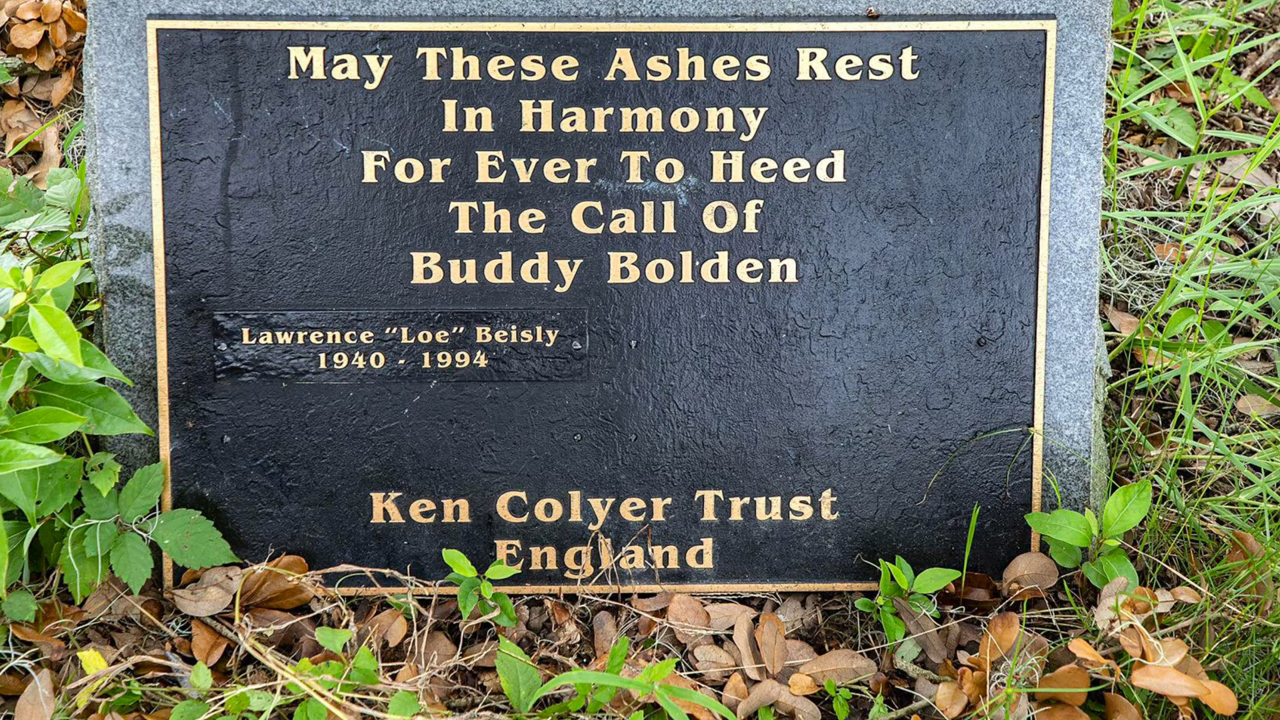 May These Ashes Rest
In Harmony
For Ever To Heed
The Call Of
Buddy Bolden
Lawrence "Loe" Beisly
1940 - 1994
Ken Colyer Trust
England